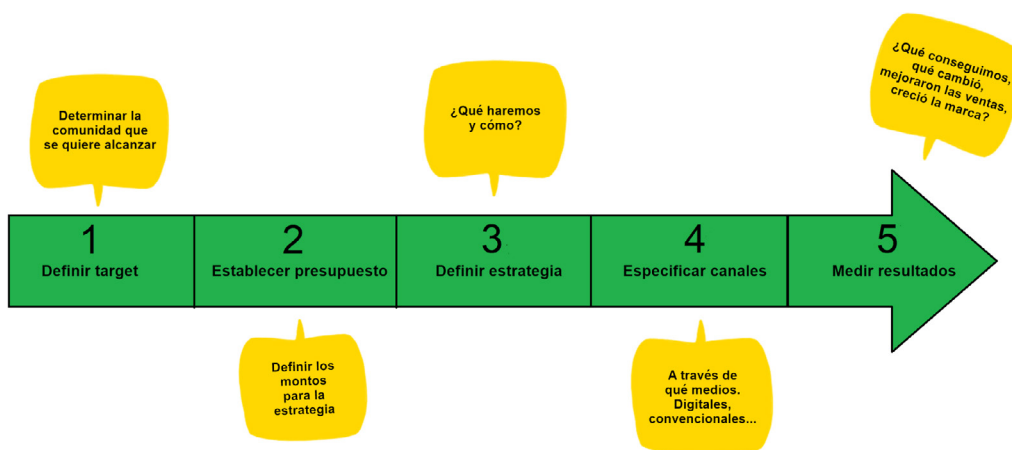 Determinar la
comunidad que
se quiere alcanzar
¿Qué haremos
y cómo?
¿Qué conseguimos,
qué cambió,
mejoraron las ventas,
creció la marca?
1
Definir target
2
Establecer presupuesto
3
Definir estrategia
4
Especificar canales
5
Medir resultados
Definir los
montos
para la
estrategia
A través de
qué medios.
Digitales,
convencionales...